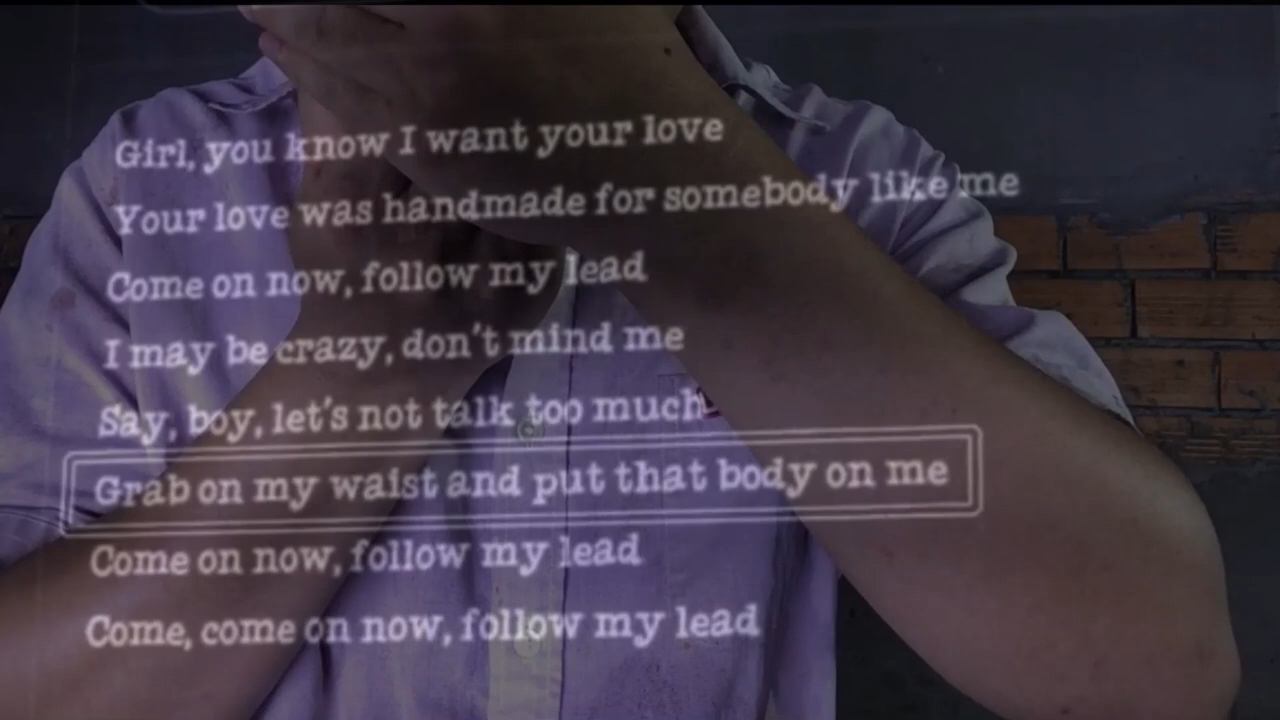 Girl, you know I want your love
Your love was handmade for somebody like me
Come on now, follow my lead
I may be crazy, don't mind me
Say, boy, let's not talk too much
Grab on my waist and put that body on me
Come on now, follow my lead
Come, come on now, follow my lead